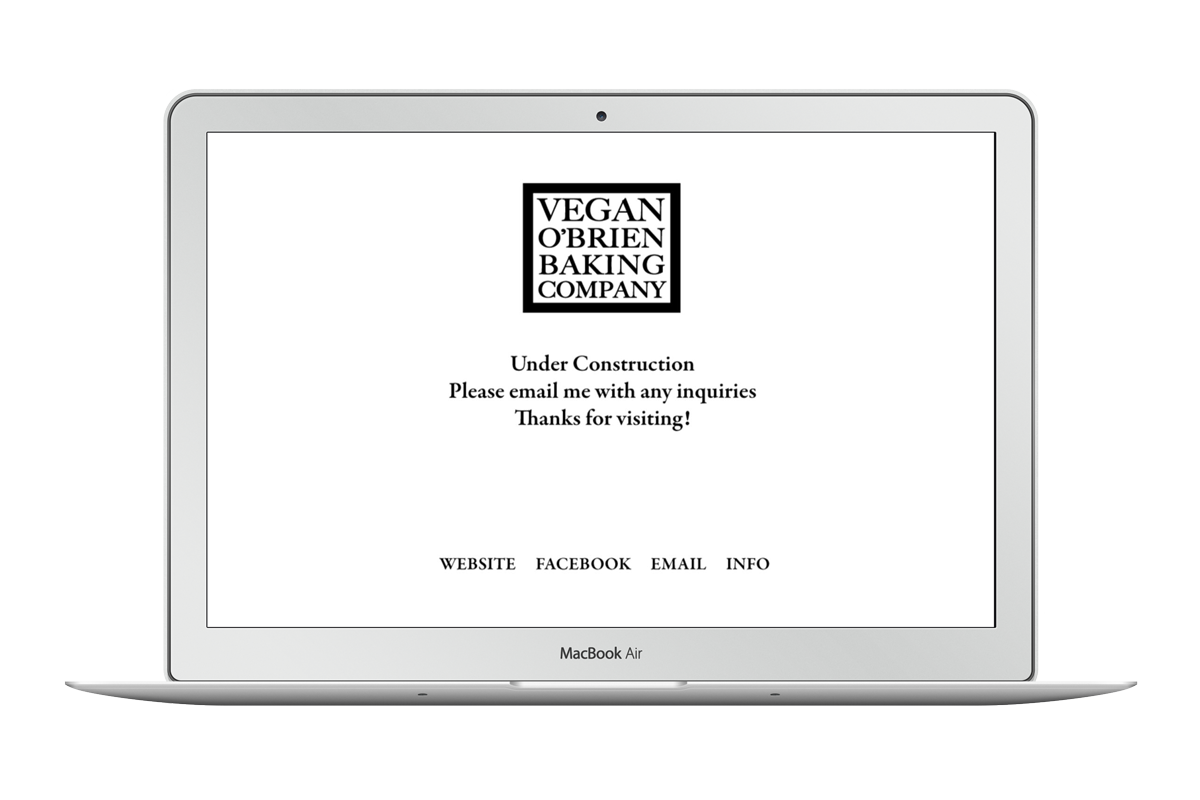 VEGAN
O’BRIEN
BAKING
COMPANY
Under Construction
Please email me with any inquiries
Thanks for visiting!
WEBSITE FACEBOOK EMAIL INFO
MacBook Air